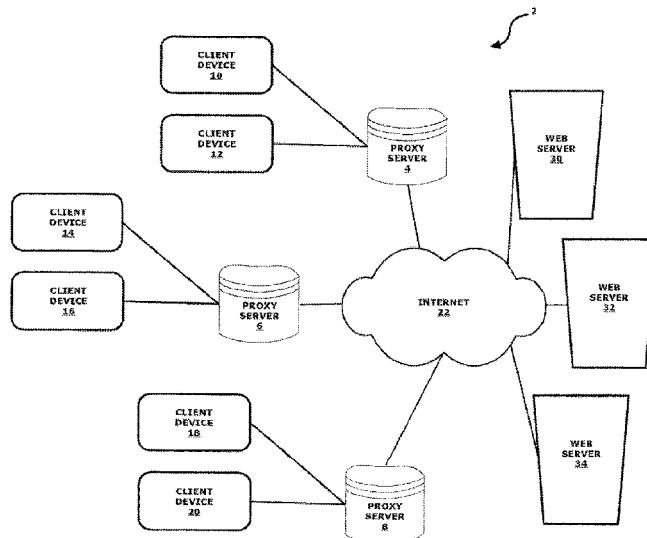 2
CLIENT
DEVICE
10
CLIENT
DEVICE
12
PROXY
SERVER
4
WEB
SERVER
30
CLIENT
DEVICE
14
CLIENT
DEVICE
16
PROXY
SERVER
6
INTERNET
22
WEB
SERVER
32
CLIENT
DEVICE
18
CLIENT
DEVICE
20
PROXY
SERVER
8
WEB
SERVER
34